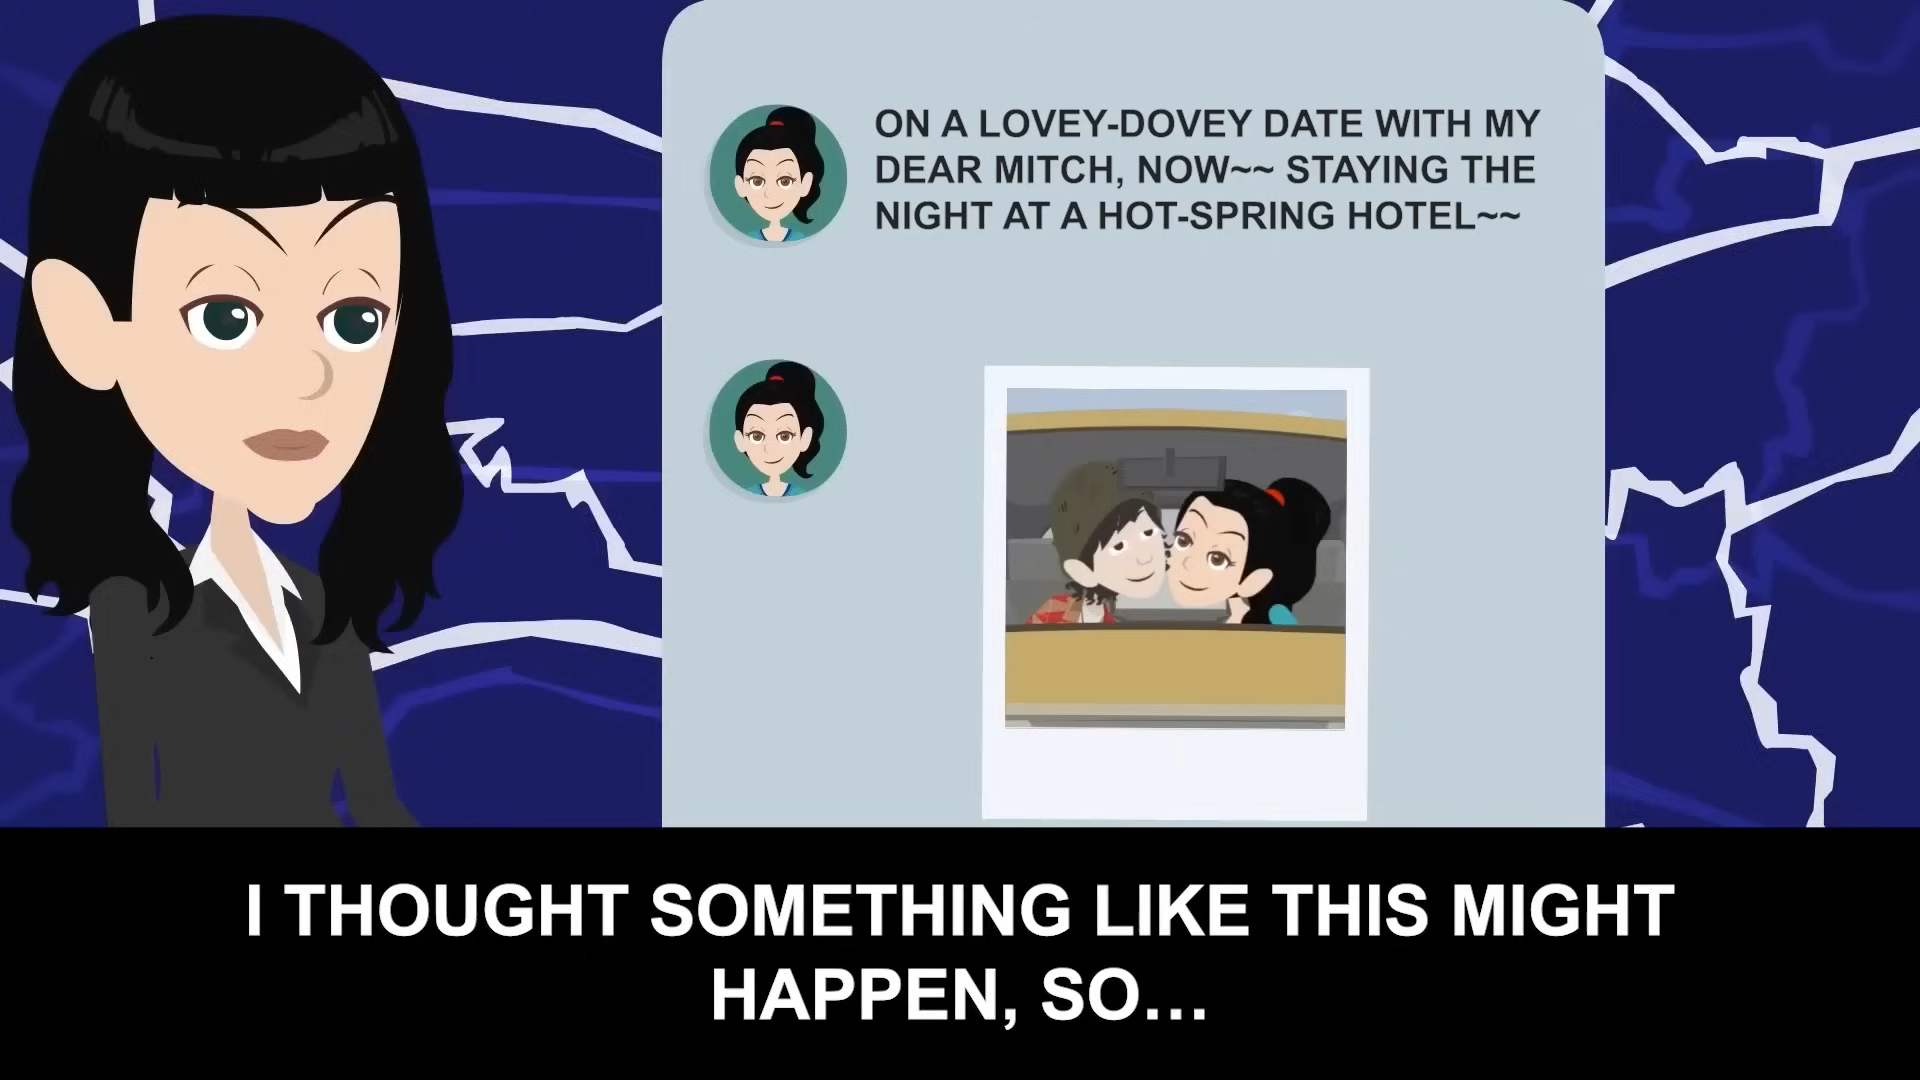 ON A LOVEY-DOVEY DATE WITH MY
DEAR MITCH, NOW~~ STAYING THE
NIGHT AT A HOT-SPRING HOTEL~~
I THOUGHT SOMETHING LIKE THIS MIGHT
HAPPEN, SO...